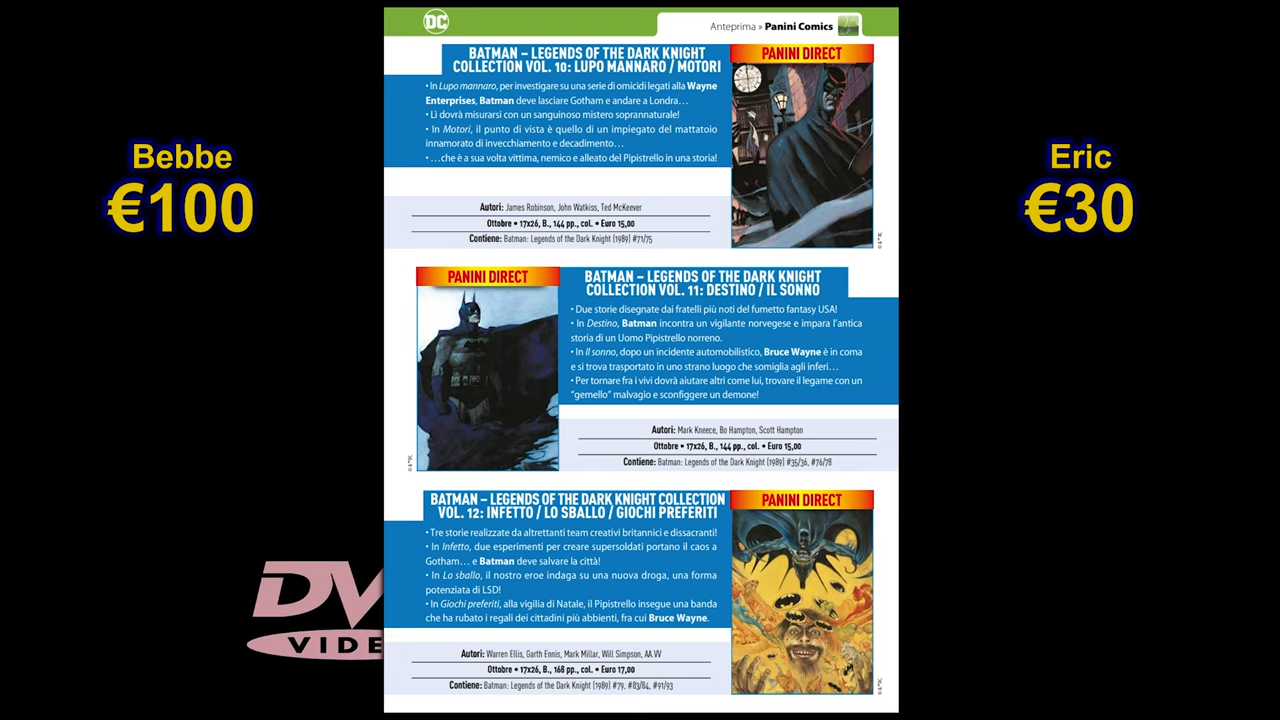 DC
Anteprima » Panini Comics
Bebbe
€100
Eric
€30
BATMAN – LEGENDS OF THE DARK KNIGHT
COLLECTION VOL. 10: LUPO MANNARO / MOTORI
PANINI DIRECT
• In Lupo mannaro, per investigare su una serie di omicidi legati alla Wayne
Enterprises, Batman deve lasciare Gotham e andare a Londra…
• Lì dovrà misurarsi con un sanguinoso mistero soprannaturale!
• In Motori, il punto di vista è quello di un impiegato del mattatoio
innamorato di invecchiamento e decadimento…
• …che è a sua volta vittima, nemico e alleato del Pipistrello in una storia!
Autori: James Robinson, John Watkiss, Ted McKeever
Ottobre • 17x26, B., 144 pp., col. • Euro 15,00
Contiene: Batman: Legends of the Dark Knight (1989) #71/75
PANINI DIRECT
BATMAN – LEGENDS OF THE DARK KNIGHT
COLLECTION VOL. 11: DESTINO / IL SONNO
• Due storie disegnate dai fratelli più noti del fumetto fantasy USA!
• In Destino, Batman incontra un vigilante norvegese e impara l'antica
storia di un Uomo Pipistrello norreno.
• In Il sonno, dopo un incidente automobilistico, Bruce Wayne è in coma
e si trova trasportato in uno strano luogo che somiglia agli inferi…
• Per tornare fra i vivi dovrà aiutare altri come lui, trovare il legame con un
"gemello" malvagio e sconfiggere un demone!
Autori: Mark Kneece, Bo Hampton, Scott Hampton
Ottobre • 17x26, B., 144 pp., col. • Euro 15,00
Contiene: Batman: Legends of the Dark Knight (1989) #35/36, #76/78
BATMAN – LEGENDS OF THE DARK KNIGHT COLLECTION
VOL. 12: INFETTO / LO SBALLO / GIOCHI PREFERITI
PANINI DIRECT
• Tre storie realizzate da altrettanti team creativi britannici e dissacranti!
• In Infetto, due esperimenti per creare supersoldati portano il caos a
Gotham… e Batman deve salvare la città!
• In Lo sballo, il nostro eroe indaga su una nuova droga, una forma
potenziata di LSD!
• In Giochi preferiti, alla vigilia di Natale, il Pipistrello insegue una banda
che ha rubato i regali dei cittadini più abbienti, fra cui Bruce Wayne.
Autori: Warren Ellis, Garth Ennis, Mark Millar, Will Simpson, AA.VV
Ottobre • 17x26, B., 168 pp., col. • Euro 17,00
Contiene: Batman: Legends of the Dark Knight (1989) #79, #83/84, #91/93
DV
VIDE